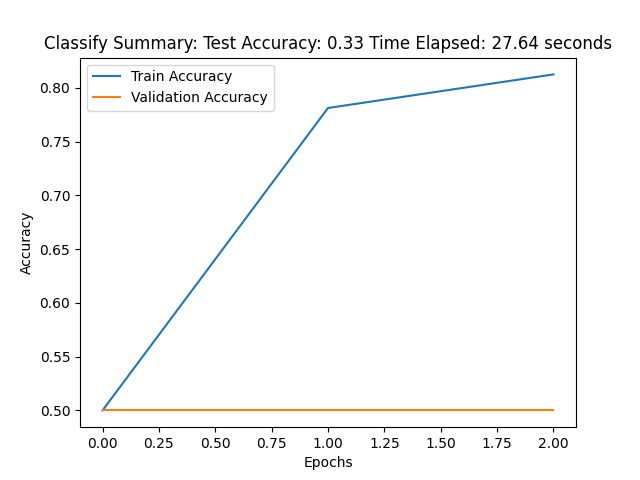 Classify Summary: Test Accuracy: 0.33 Time Elapsed: 27.64 seconds
Train Accuracy
Validation Accuracy
0.80
0.75
0.70
0.65
0.60
0.55
0.50
Accuracy
0.00 0.25 0.50 0.75 1.00 1.25 1.50 1.75 2.00
Epochs